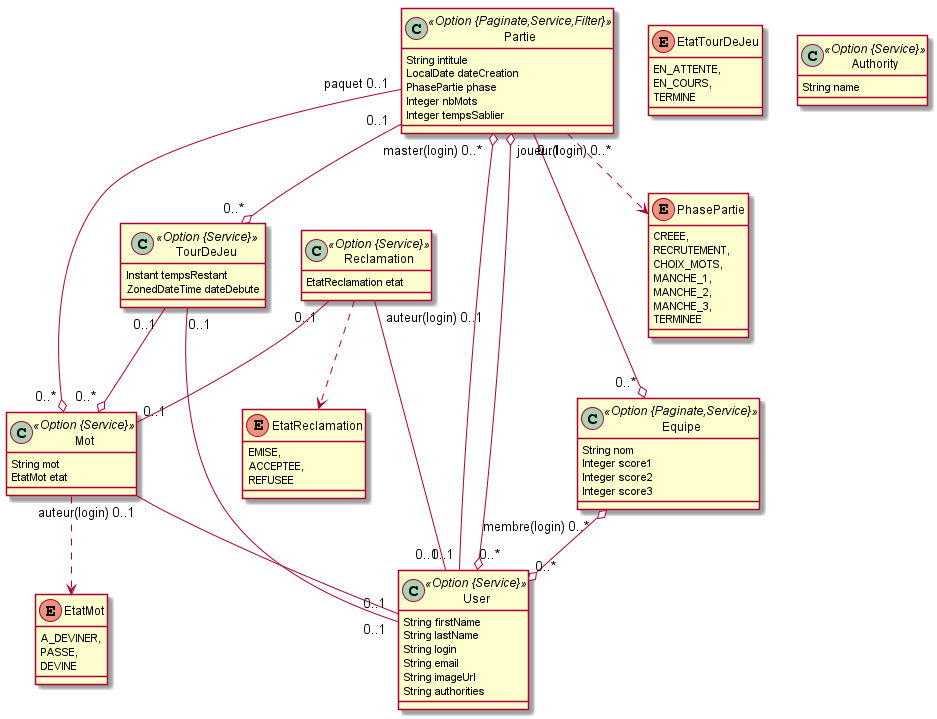 C «Option {Paginate,Service,Filter}»
Partie
String intitule
LocalDate dateCreation
PhasePartie phase
Integer nbMots
Integer tempsSablier
E EtatTourDeJeu
EN_ATTENTE,
EN_COURS,
TERMINE
C «Option {Service}»
Authority
String name
paquet 0..1
0..1
master(login) 0..*
joueur(login) 0..*
0..1
0..*
E PhasePartie
CREEE,
RECRUTEMENT,
CHOIX_MOTS,
MANCHE_1,
MANCHE_2,
MANCHE_3,
TERMINEE
C «Option {Service}»
TourDeJeu
Instant tempsRestant
ZonedDateTime dateDebute
C «Option {Service}»
Reclamation
EtatReclamation etat
0..1
0..1
0..1
auteur(login) 0..1
0..*
0..*
0..1
0..*
C «Option {Service}»
Mot
String mot
EtatMot etat
E EtatReclamation
EMISE,
ACCEPTEE,
REFUSEE
C «Option {Paginate,Service}»
Equipe
String nom
Integer score1
Integer score2
Integer score3
auteur(login) 0..1
membre(login) 0..*
0..1
0..1
0..*
0..*
E EtatMot
A_DEVINER,
PASSE,
DEVINE
0..1
0..1
C «Option {Service}»
User
String firstName
String lastName
String login
String email
String imageUrl
String authorities